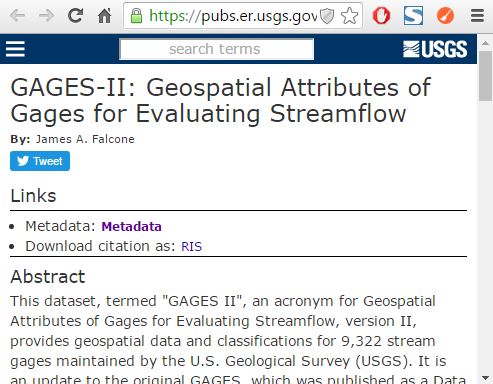 https://pubs.er.usgs.gov
search terms
USGS
GAGES-II: Geospatial Attributes of
Gages for Evaluating Streamflow
By: James A. Falcone
Tweet
Links
Metadata: Metadata
Download citation as: RIS
Abstract
This dataset, termed "GAGES II", an acronym for Geospatial
Attributes of Gages for Evaluating Streamflow, version II,
provides geospatial data and classifications for 9,322 stream
gages maintained by the U.S. Geological Survey (USGS). It is
an update to the original GAGES, which was published as a Data